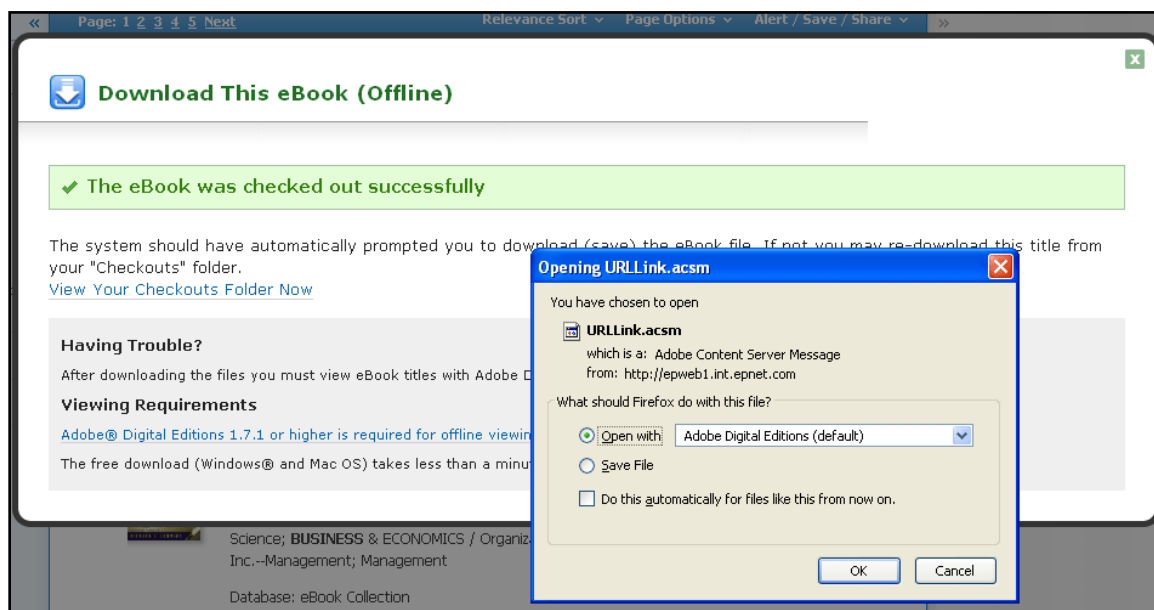 « Page: 1 2 3 4 5 Next Relevance Sort Page Options Alert / Save / Share »
Download This eBook (Offline)
The eBook was checked out successfully
The system should have automatically prompted you to download (save) the eBook file. If not you may re-download this title from
your "Checkouts" folder.
View Your Checkouts Folder Now
Having Trouble?
After downloading the files you must view eBook titles with Adobe D
Viewing Requirements
Adobe® Digital Editions 1.7.1 or higher is required for offline viewin
The free download (Windows® and Mac OS) takes less than a minu
Opening URLLink.acsm
You have chosen to open
URLLink.acsm
which is a: Adobe Content Server Message
from: http://epweb1.int.epnet.com
What should Firefox do with this file?
Open with Adobe Digital Editions (default)
Save File
Do this automatically for files like this from now on.
OK Cancel
Science; BUSINESS & ECONOMICS / Organiz
Inc.--Management; Management
Database: eBook Collection